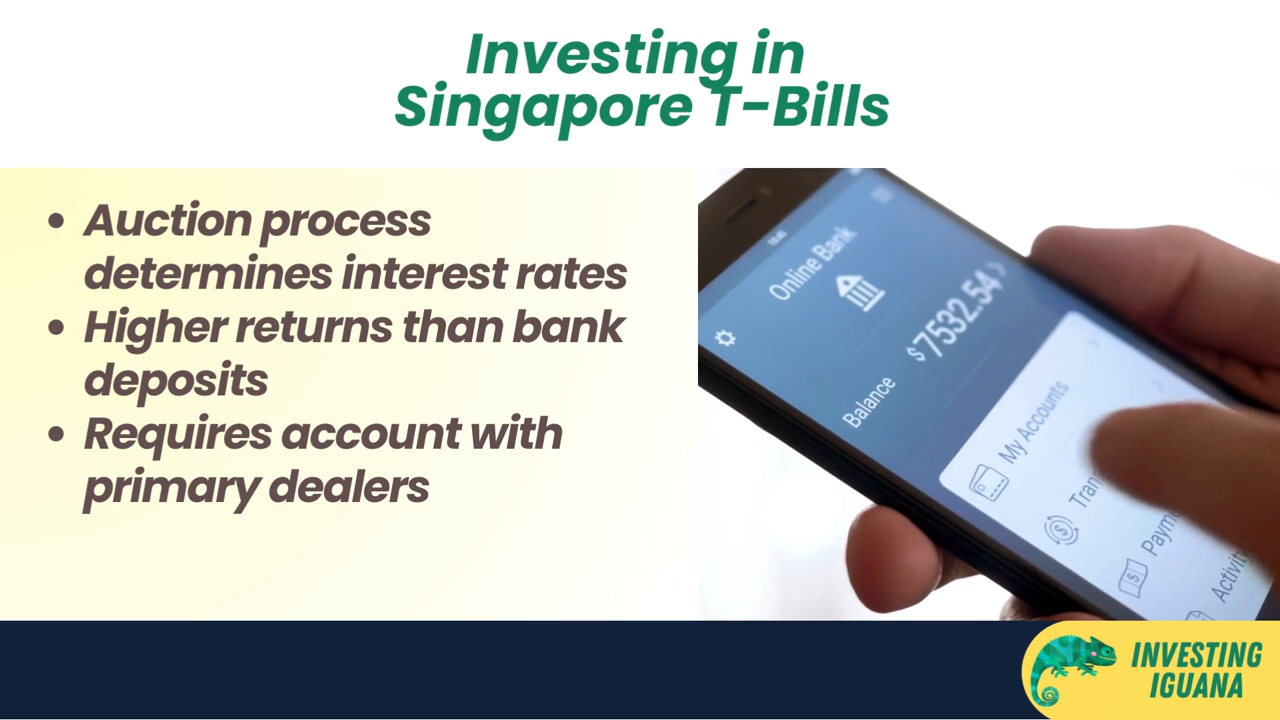 Investing in
Singapore T-Bills
• Auction process
determines interest rates
• Higher returns than bank
deposits
• Requires account with
primary dealers
Online Bank
$7532.54
Balance
My Accounts
INVESTING
IGUANA